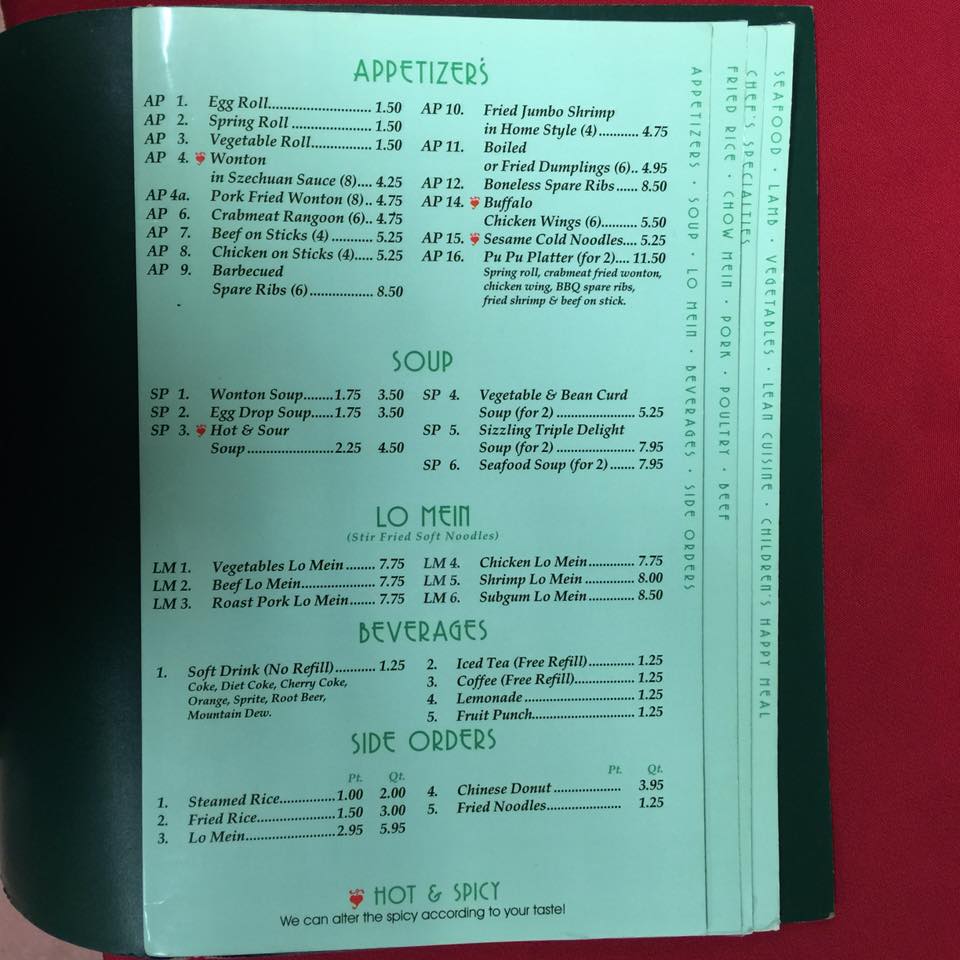 APPETIZER'S
AP 1. Egg Roll............................ 1.50
AP 2. Spring Roll ...................... 1.50
AP 3. Vegetable Roll................ 1.50
AP 4. Wonton
in Szechuan Sauce (8).... 4.25
AP 4a. Pork Fried Wonton (8).. 4.75
AP 6. Crabmeat Rangoon (6).. 4.75
AP 7. Beef on Sticks (4) ........... 5.25
AP 8. Chicken on Sticks (4)..... 5.25
AP 9. Barbecued
Spare Ribs (6)................. 8.50
AP 10. Fried Jumbo Shrimp
in Home Style (4)........... 4.75
AP 11. Boiled
or Fried Dumplings (6).. 4.95
AP 12. Boneless Spare Ribs...... 8.50
AP 14. Buffalo
Chicken Wings (6).......... 5.50
AP 15. Sesame Cold Noodles.... 5.25
AP 16. Pu Pu Platter (for 2).... 11.50
Spring roll, crabmeat fried wonton,
chicken wing, BBQ spare ribs,
fried shrimp & beef on stick.
SOUP
SP 1. Wonton Soup........1.75 3.50
SP 2. Egg Drop Soup......1.75 3.50
SP 3. Hot & Sour
Soup ........................2.25 4.50
SP 4. Vegetable & Bean Curd
Soup (for 2) ...................... 5.25
SP 5. Sizzling Triple Delight
Soup (for 2) ...................... 7.95
SP 6. Seafood Soup (for 2)....... 7.95
LO MEIN
(Stir Fried Soft Noodles)
LM 1. Vegetables Lo Mein ........ 7.75
LM 2. Beef Lo Mein..................... 7.75
LM 3. Roast Pork Lo Mein....... 7.75
LM 4. Chicken Lo Mein............. 7.75
LM 5. Shrimp Lo Mein .............. 8.00
LM 6. Subgum Lo Mein ............. 8.50
BEVERAGES
1. Soft Drink (No Refill)........... 1.25
Coke, Diet Coke, Cherry Coke,
Orange, Sprite, Root Beer,
Mountain Dew.
2. Iced Tea (Free Refill)............. 1.25
3. Coffee (Free Refill)................ 1.25
4. Lemonade .............................. 1.25
5. Fruit Punch............................ 1.25
SIDE ORDERS
Pt. Qt.
1. Steamed Rice...............1.00 2.00
2. Fried Rice.....................1.50 3.00
3. Lo Mein........................2.95 5.95
Pt. Qt.
4. Chinese Donut ................... 3.95
5. Fried Noodles..................... 1.25
HOT & SPICY
We can alter the spicy according to your taste!
APPETIZERS · SOUP · LO MEIN · BEVERAGES · SIDE ORDERS
FRIED RICE · CHOW MEIN · PORK · POULTRY · BEEF
CHEF'S SPECIALTIES
SEAFOOD · LAMB · VEGETABLES · LEAN CUISINE · CHILDREN'S HAPPY MEAL